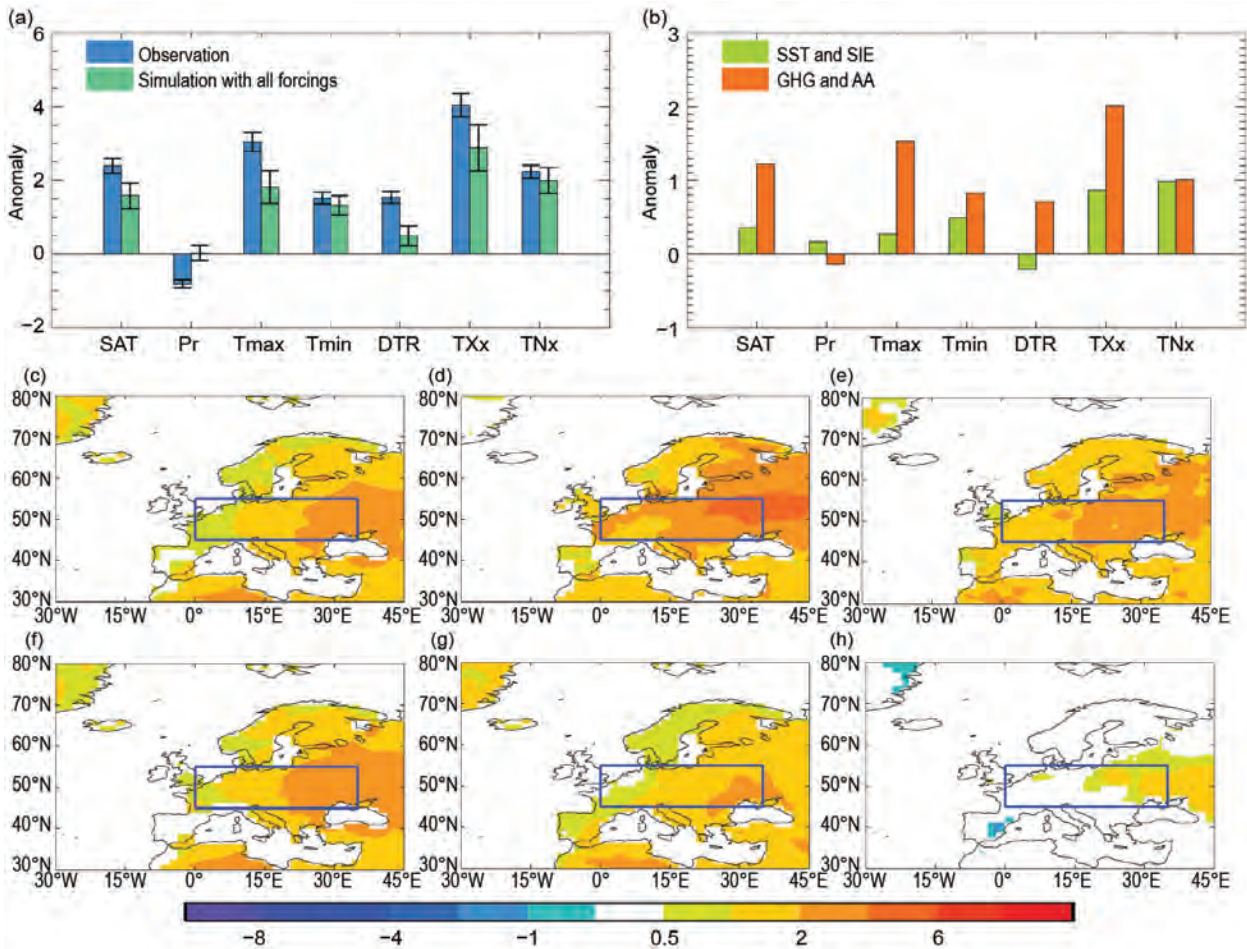 (a)
6
4
2
0
−2
Anomaly
Observation
Simulation with all forcings
SAT Pr Tmax Tmin DTR TXx TNx
(b)
3
2
1
0
−1
Anomaly
SST and SIE
GHG and AA
SAT Pr Tmax Tmin DTR TXx TNx
(c)
80°N
70°N
60°N
50°N
40°N
30°N
30°W 15°W 0° 15°E 30°E 45°E
(d)
80°N
70°N
60°N
50°N
40°N
30°N
30°W 15°W 0° 15°E 30°E 45°E
(e)
80°N
70°N
60°N
50°N
40°N
30°N
30°W 15°W 0° 15°E 30°E 45°E
(f)
80°N
70°N
60°N
50°N
40°N
30°N
30°W 15°W 0° 15°E 30°E 45°E
(g)
80°N
70°N
60°N
50°N
40°N
30°N
30°W 15°W 0° 15°E 30°E 45°E
(h)
80°N
70°N
60°N
50°N
40°N
30°N
30°W 15°W 0° 15°E 30°E 45°E
−8 −4 −1 0.5 2 6